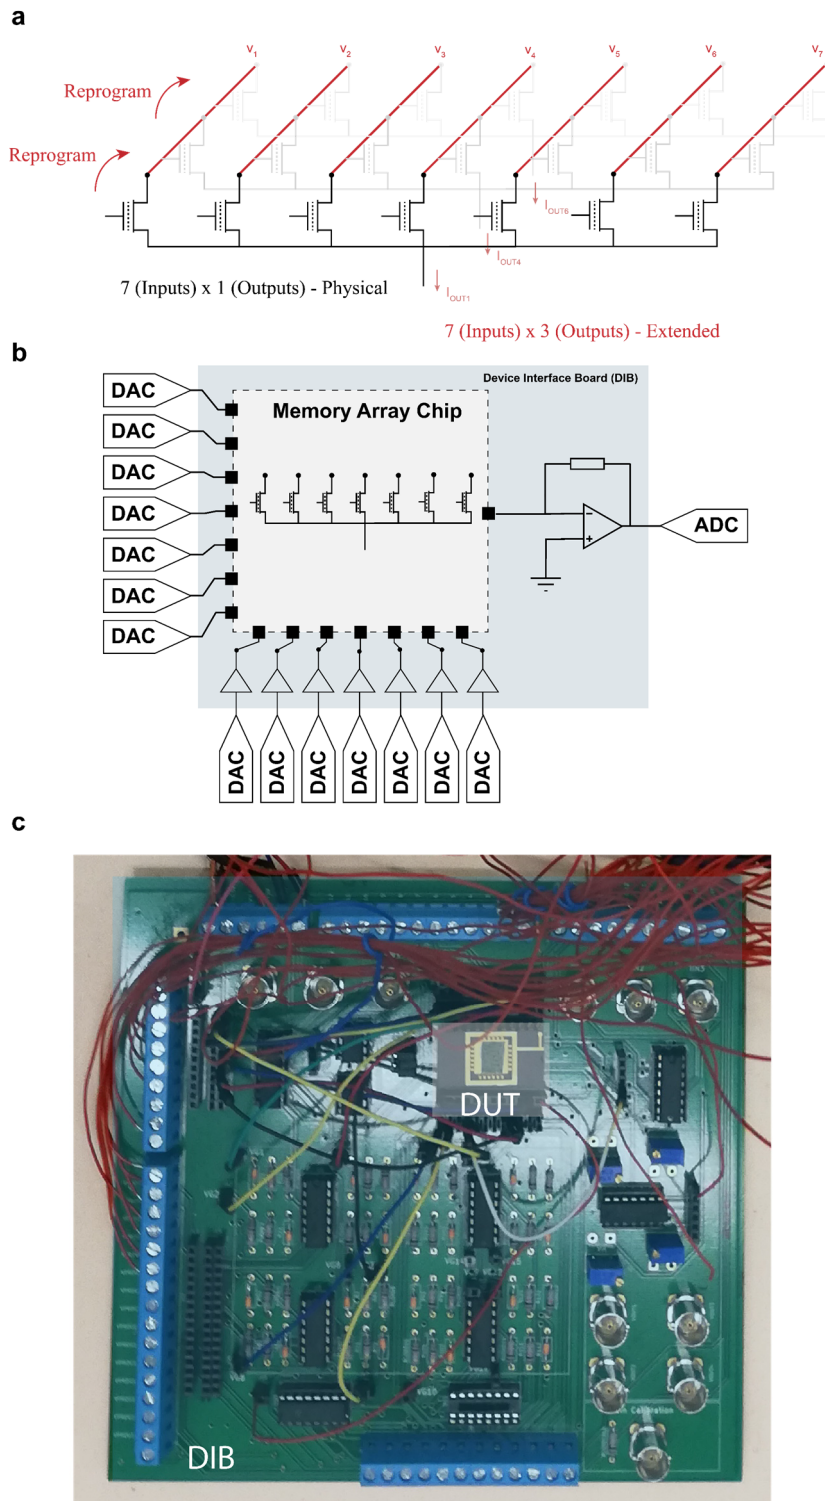 a
V1 V2 V3 V4 V5 V6 V7
Reprogram
Reprogram
IOUT6
IOUT4
7 (Inputs) x 1 (Outputs) - Physical
IOUT1
7 (Inputs) x 3 (Outputs) - Extended
b
Device Interface Board (DIB)
DAC
Memory Array Chip
DAC
DAC
DAC
DAC
DAC
DAC
ADC
DAC DAC DAC DAC DAC DAC DAC
c
DUT
DIB